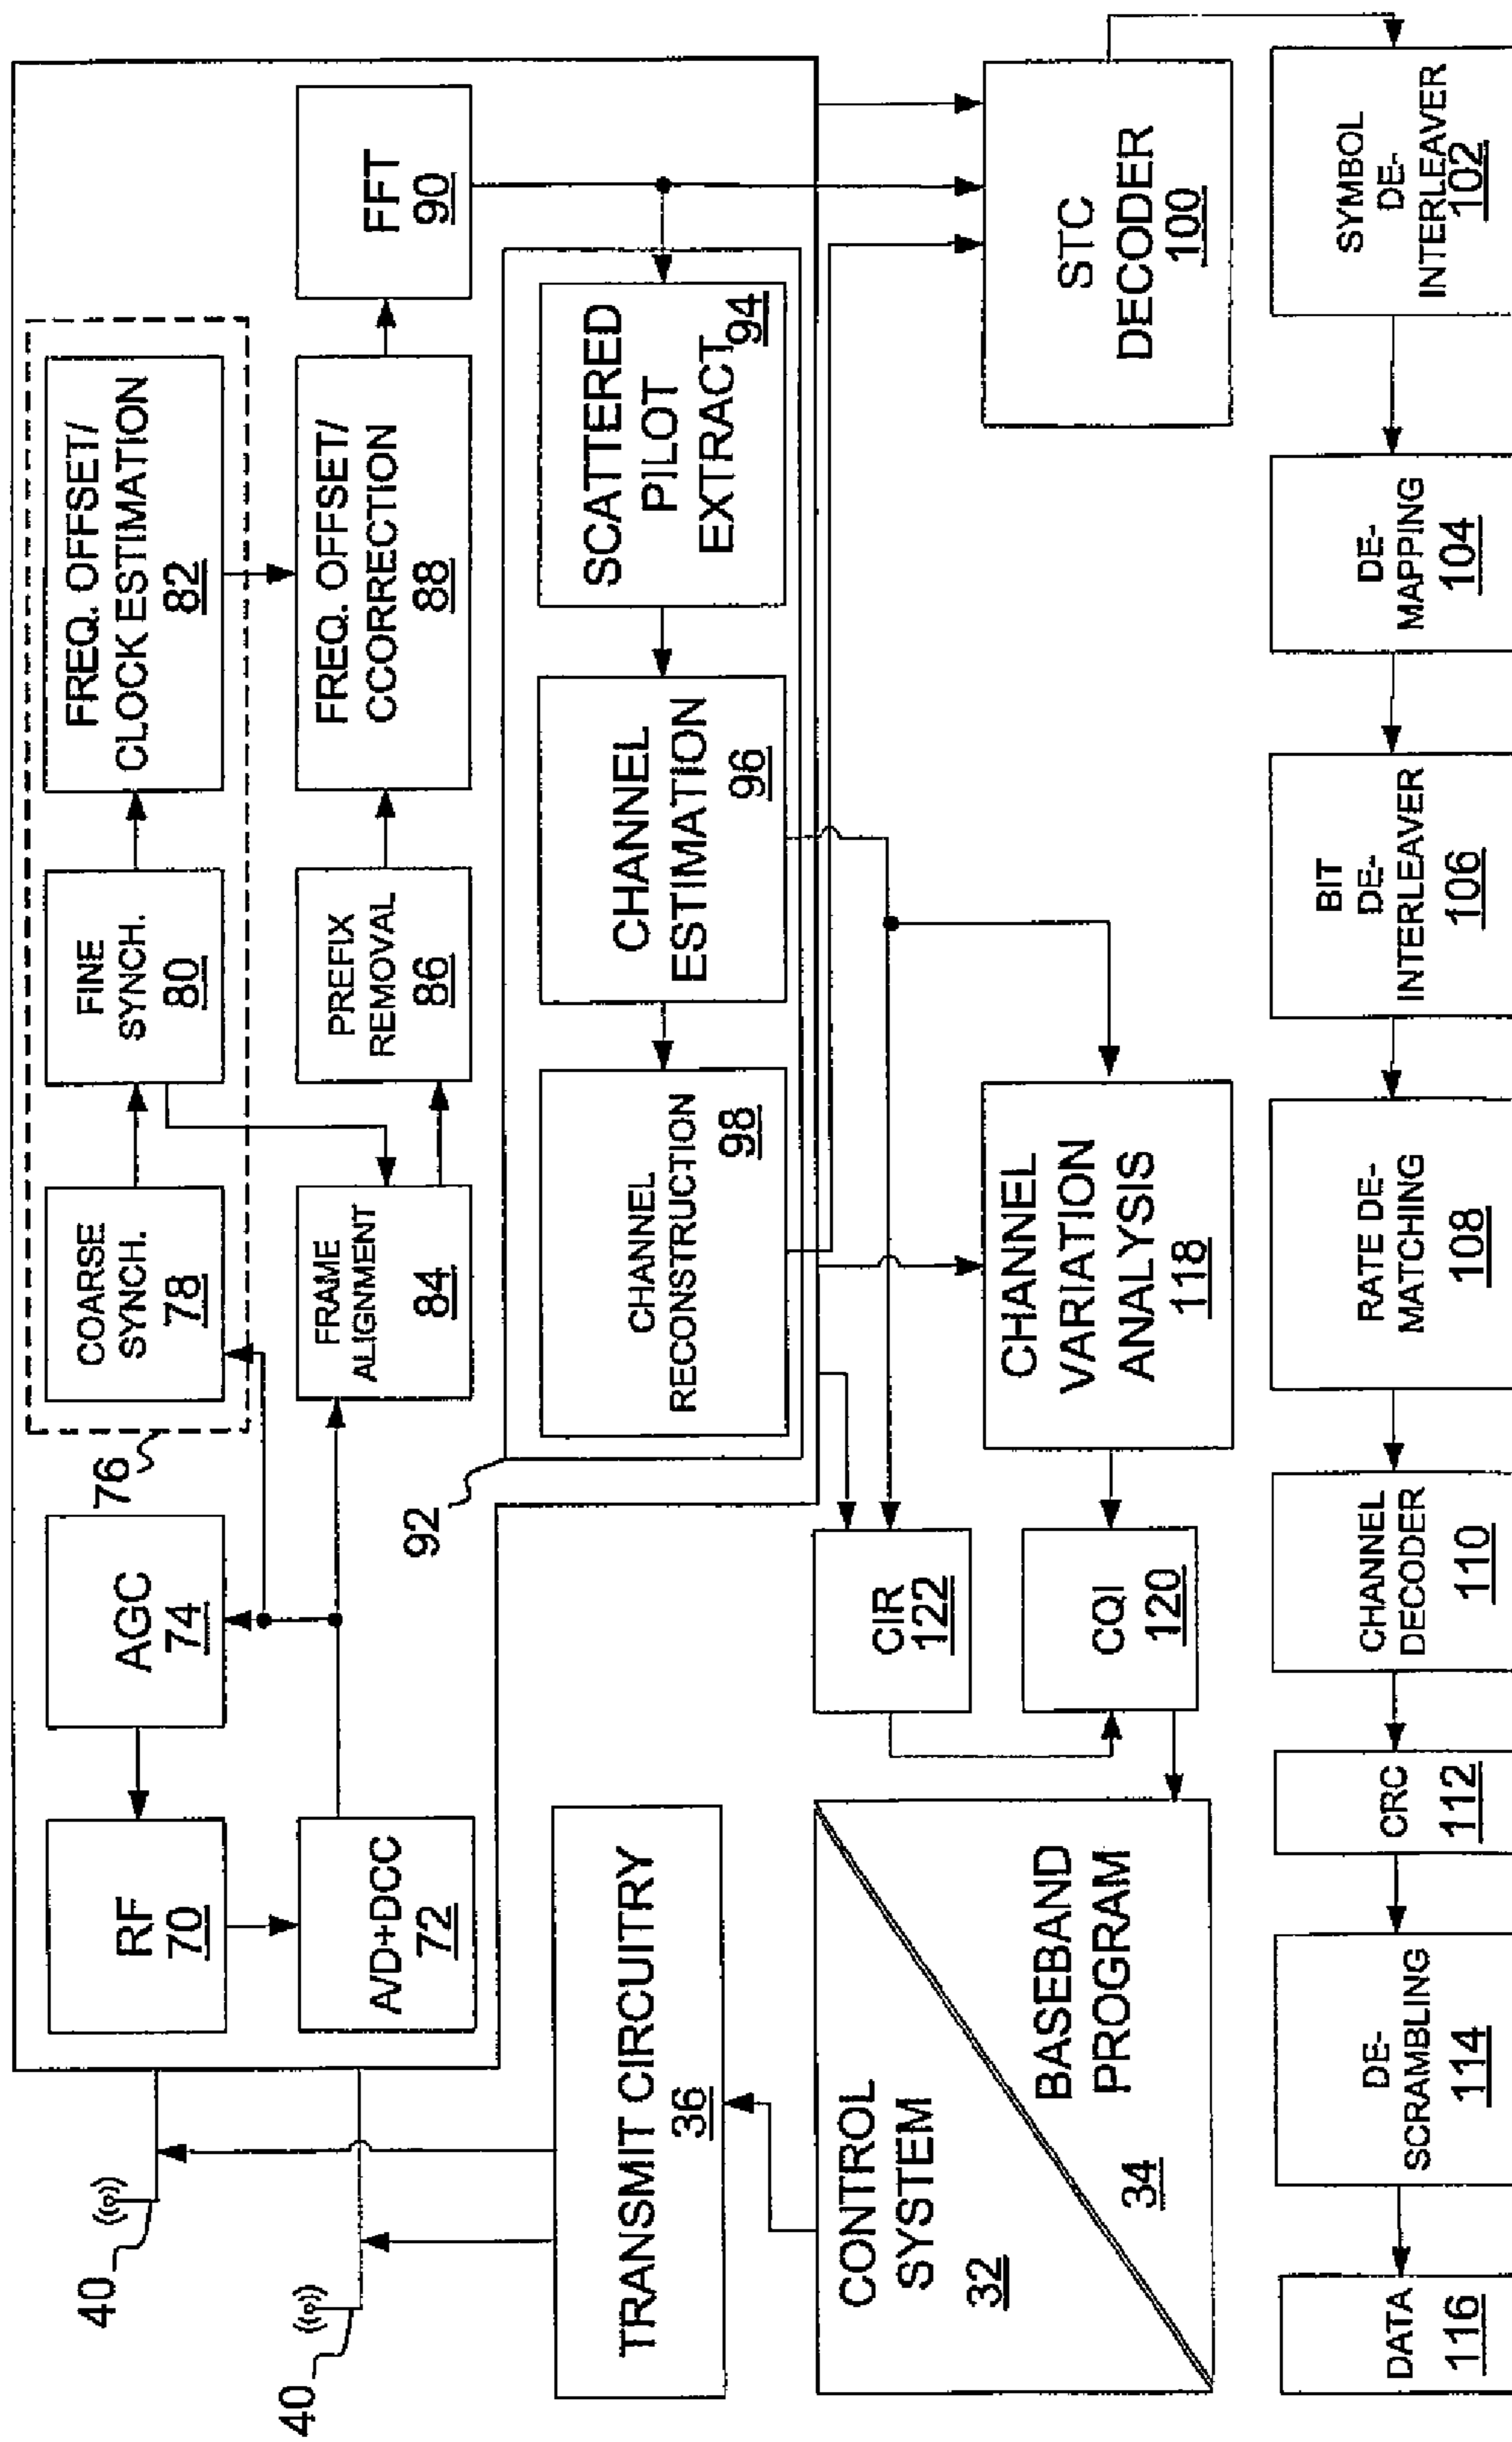 40
40
RF
70
A/D+DCC
72
AGC
74
76
COARSE
SYNCH.
78
FINE
SYNCH.
80
FREQ. OFFSET/
CLOCK ESTIMATION
82
FRAME
ALIGNMENT
84
PREFIX
REMOVAL
86
FREQ. OFFSET/
CCORRECTION
88
FFT
90
92
CHANNEL
RECONSTRUCTION
98
CHANNEL
ESTIMATION
96
SCATTERED
PILOT
EXTRACT
94
TRANSMIT CIRCUITRY
36
CONTROL
SYSTEM
32
BASEBAND
PROGRAM
34
CIR
122
CQI
120
CHANNEL
VARIATION
ANALYSIS
118
STC
DECODER
100
DATA
116
DE-
SCRAMBLING
114
CRC
112
CHANNEL
DECODER
110
RATE DE-
MATCHING
108
BIT
DE-
INTERLEAVER
106
DE-
MAPPING
104
SYMBOL
DE-
INTERLEAVER
102